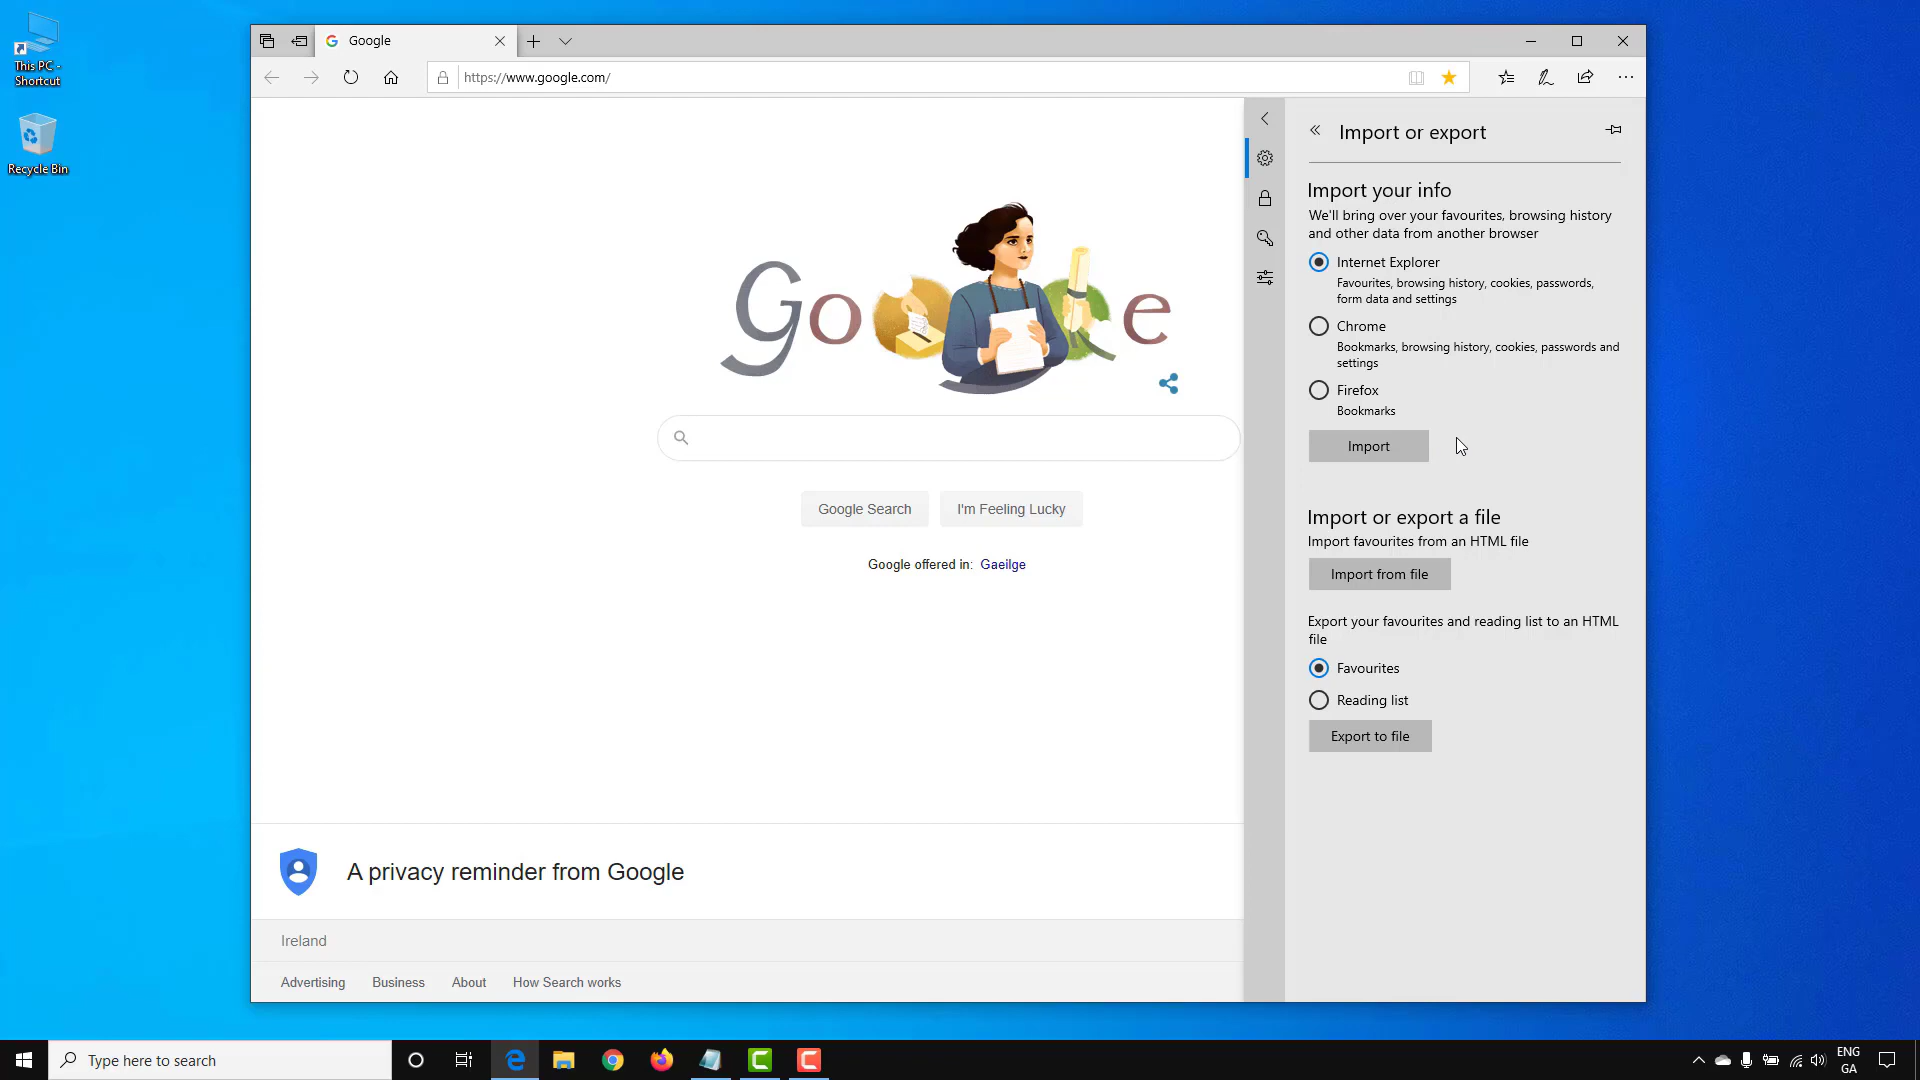 This PC -
Shortcut
Recycle Bin
Google
https://www.google.com/
Google
Google Search
I'm Feeling Lucky
Google offered in: Gaeilge
A privacy reminder from Google
Ireland
Advertising
Business
About
How Search works
Import or export
Import your info
We'll bring over your favourites, browsing history
and other data from another browser
Internet Explorer
Favourites, browsing history, cookies, passwords,
form data and settings
Chrome
Bookmarks, browsing history, cookies, passwords and
settings
Firefox
Bookmarks
Import
Import or export a file
Import favourites from an HTML file
Import from file
Export your favourites and reading list to an HTML
file
Favourites
Reading list
Export to file
Type here to search
ENG
GA